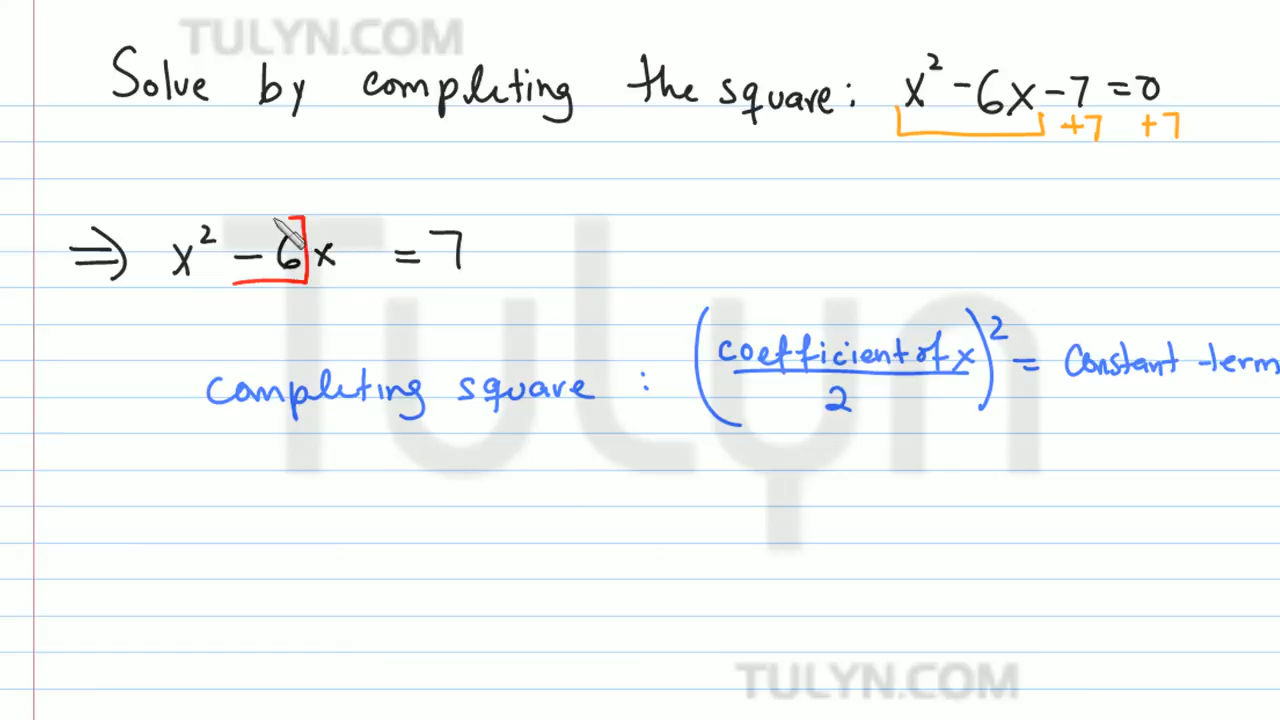 TULYN.COM
Solve by completing the square: x² - 6x - 7 = 0
+7 +7
⇒ x² - 6x = 7
completing square : (coefficient of x / 2)² = Constant term
Tulyn
TULYN.COM